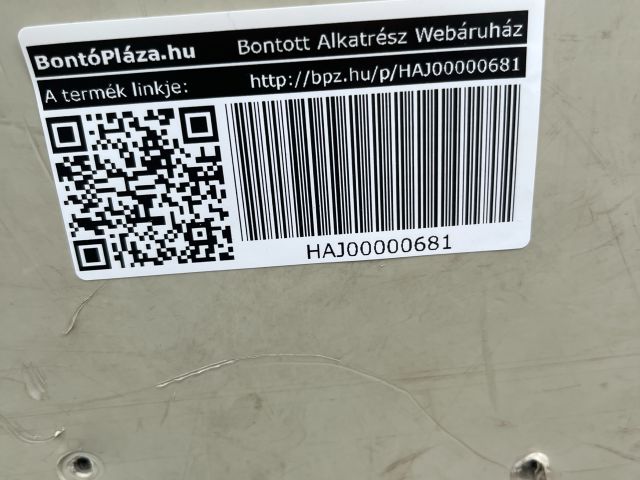 BontóPláza.hu Bontott Alkatrész Webáruház
A termék linkje: http://bpz.hu/p/HAJ00000681
HAJ00000681